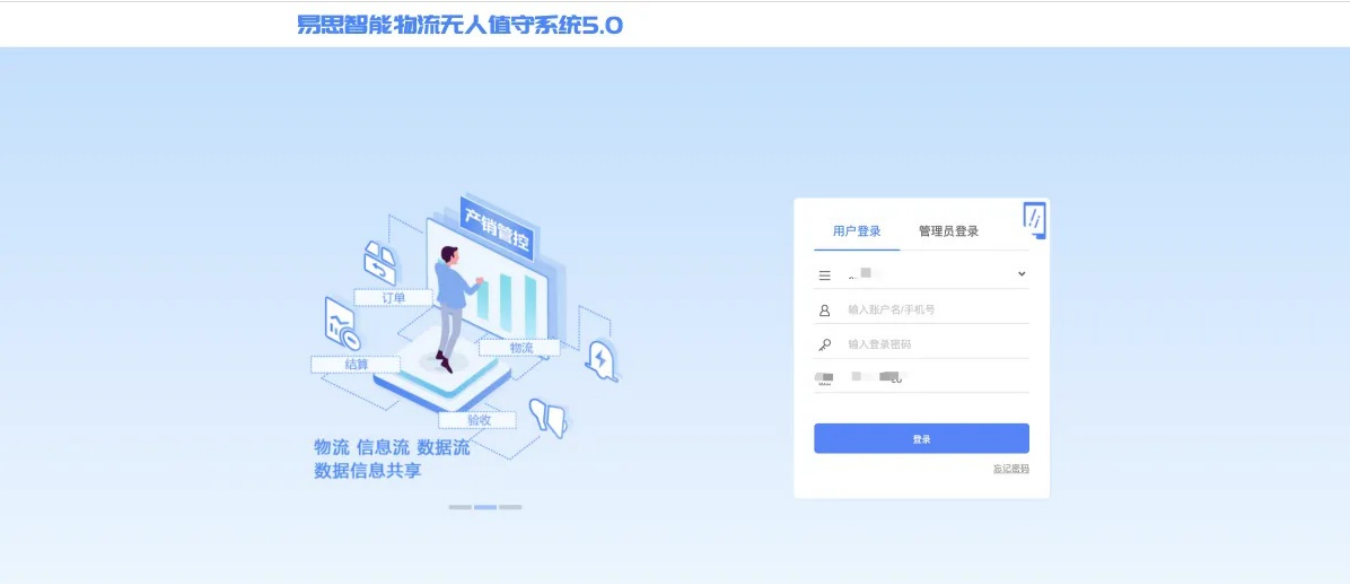 易思智能物流无人值守系统5.0
产销管控
订单
物流
结算
验收
物流 信息流 数据流
数据信息共享
用户登录 管理员登录
输入账户名/手机号
输入登录密码
登录
忘记密码